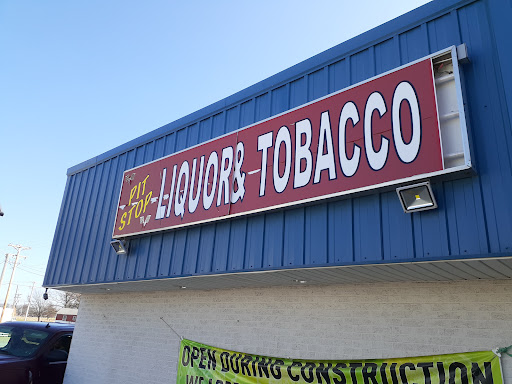 PIT
STOP
LIQUOR & TOBACCO
OPEN DURING CONSTRUCTION